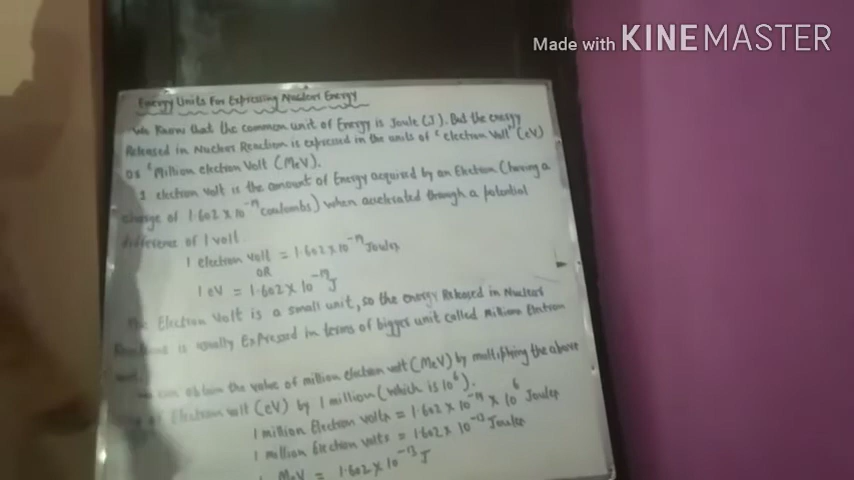 Made with KINEMASTER
Energy Units For Expressing Nuclear Energy
We Know that the common unit of Energy is Joule (J). But the energy
Released in Nuclear Reaction is expressed in the units of "electron Volt" (eV)
or "Million electron Volt (MeV).
1 electron volt is the amount of Energy acquired by an Electron (having a
charge of 1.602 × 10⁻¹⁹ coulombs) when accelerated through a potential
difference of 1 volt.
1 electron volt = 1.602 × 10⁻¹⁹ Joules
OR
1 eV = 1.602 × 10⁻¹⁹ J
The Electron Volt is a small unit, so the energy Released in Nuclear
Reactions is usually Expressed in terms of bigger unit called million Electron
can obtain the value of million electron volt (MeV) by multiplying the above
of Electron volt (eV) by 1 million (which is 10⁶).
1 million Electron volts = 1.602 × 10⁻¹⁹ × 10⁶ Joules
1 million Electron volts = 1.602 × 10⁻¹³ Joules
1 MeV = 1.602 × 10⁻¹³ J